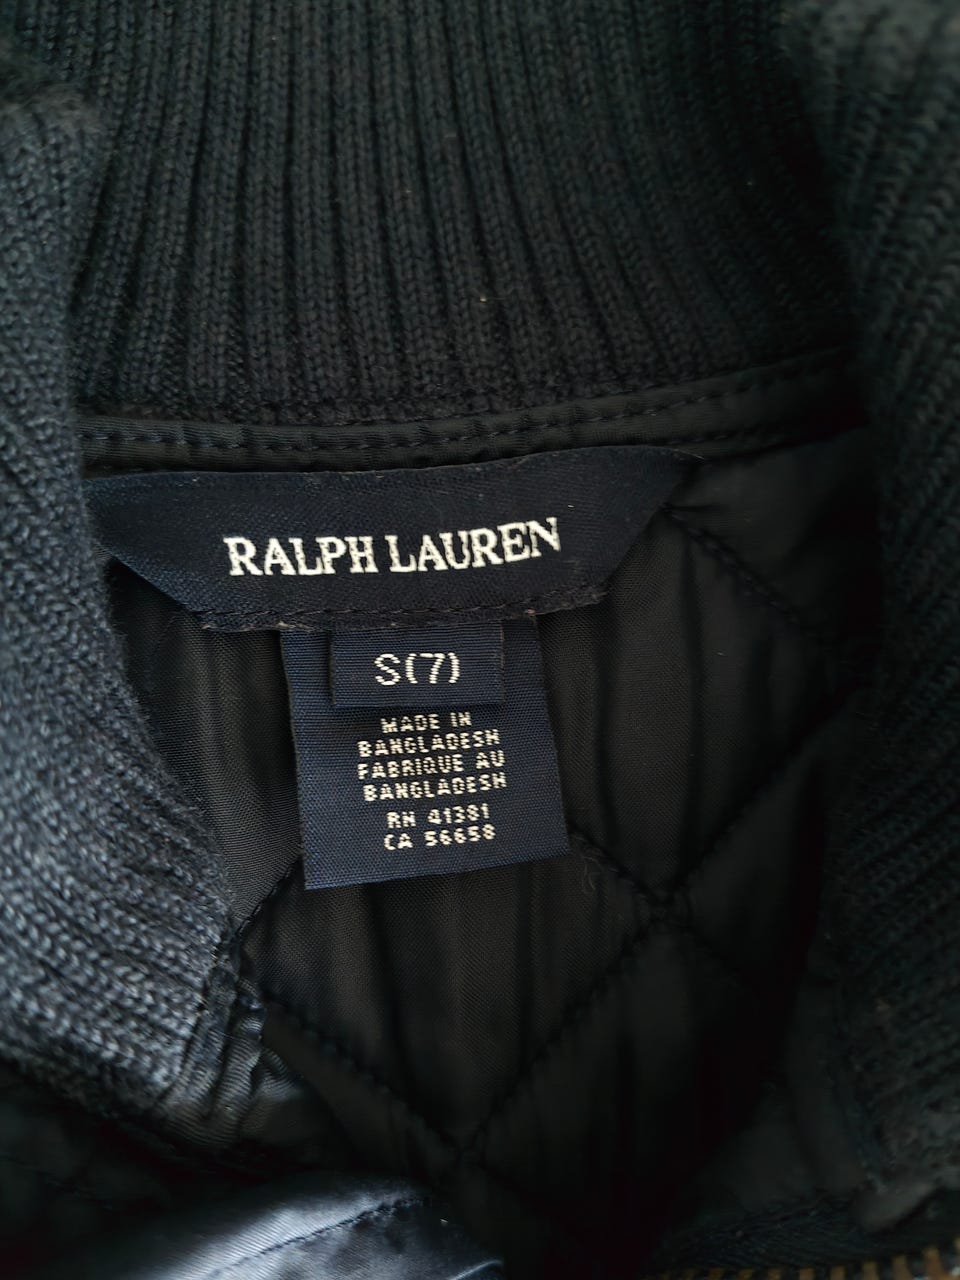 RALPH LAUREN
S(7)
MADE IN
BANGLADESH
FABRIQUE AU
BANGLADESH
RN 41381
CA 56658